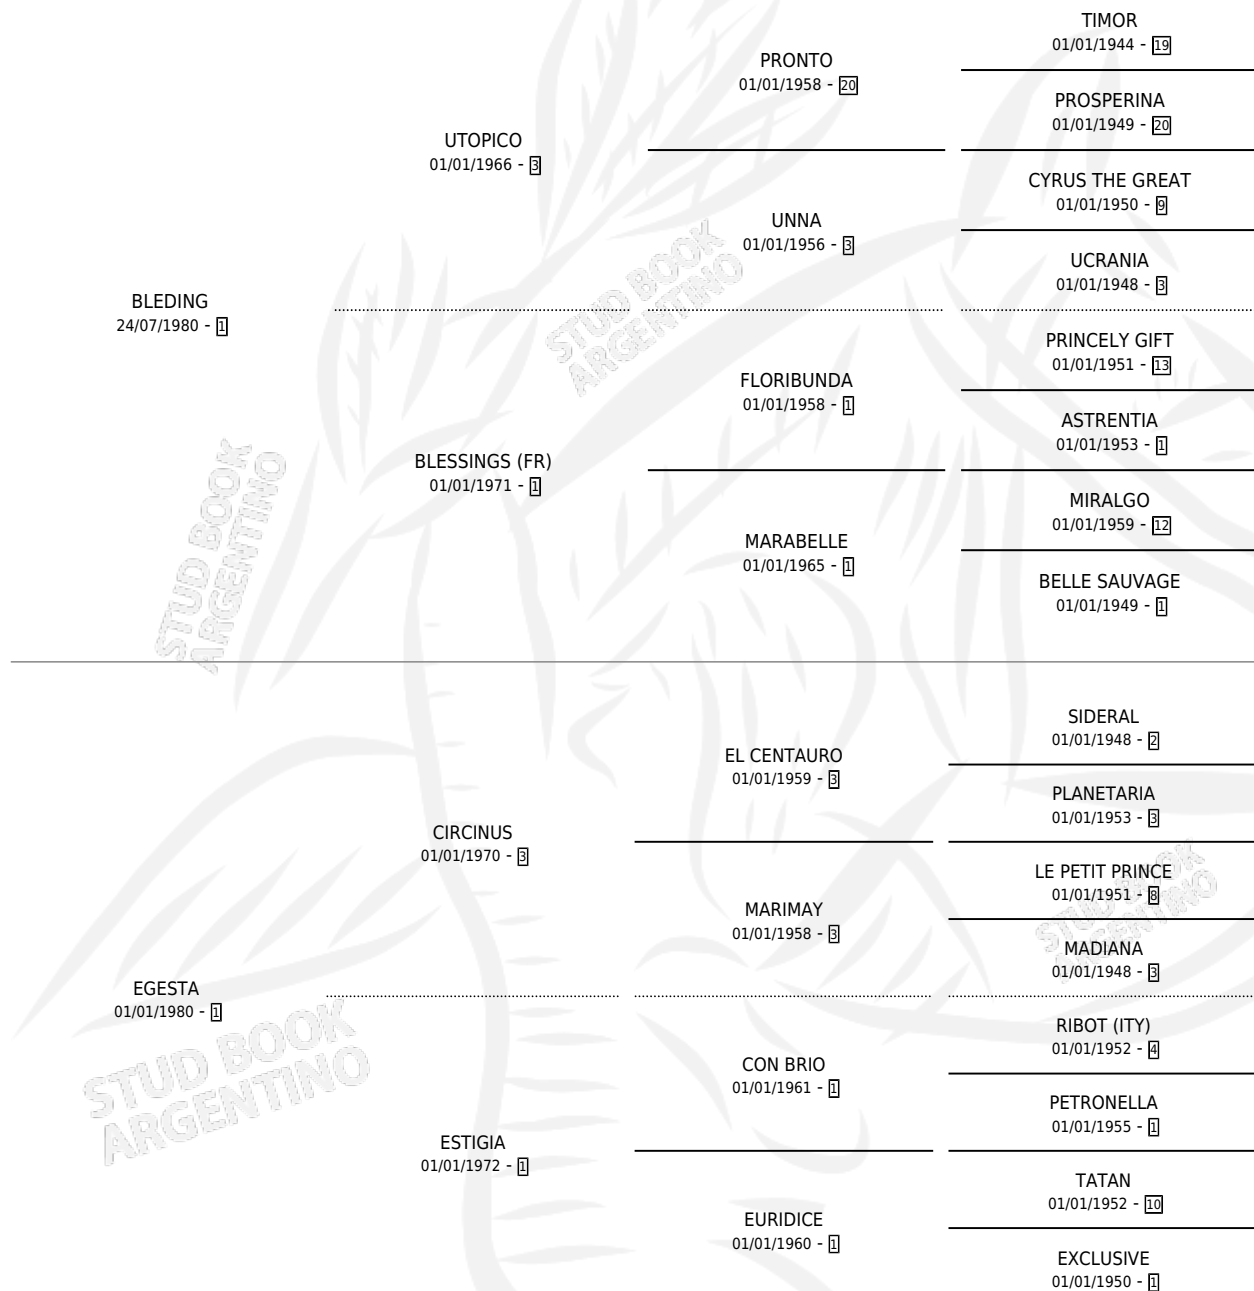 TIMOR
01/01/1944 - 19
PRONTO
01/01/1958 - 20
PROSPERINA
01/01/1949 - 20
UTOPICO
01/01/1966 - 3
CYRUS THE GREAT
01/01/1950 - 9
UNNA
01/01/1956 - 3
UCRANIA
01/01/1948 - 3
BLEDING
24/07/1980 - 1
PRINCELY GIFT
01/01/1951 - 13
FLORIBUNDA
01/01/1958 - 1
ASTRENTIA
01/01/1953 - 1
BLESSINGS (FR)
01/01/1971 - 1
MIRALGO
01/01/1959 - 12
MARABELLE
01/01/1965 - 1
BELLE SAUVAGE
01/01/1949 - 1
STUD BOOK
ARGENTINO
STUD BOOK
ARGENTINO
SIDERAL
01/01/1948 - 2
EL CENTAURO
01/01/1959 - 3
PLANETARIA
01/01/1953 - 3
CIRCINUS
01/01/1970 - 3
LE PETIT PRINCE
01/01/1951 - 8
MARIMAY
01/01/1958 - 3
MADIANA
01/01/1948 - 3
EGESTA
01/01/1980 - 1
RIBOT (ITY)
01/01/1952 - 4
CON BRIO
01/01/1961 - 1
PETRONELLA
01/01/1955 - 1
ESTIGIA
01/01/1972 - 1
TATAN
01/01/1952 - 10
EURIDICE
01/01/1960 - 1
EXCLUSIVE
01/01/1950 - 1
STUD BOOK
ARGENTINO
STUD BOOK
ARGENTINO